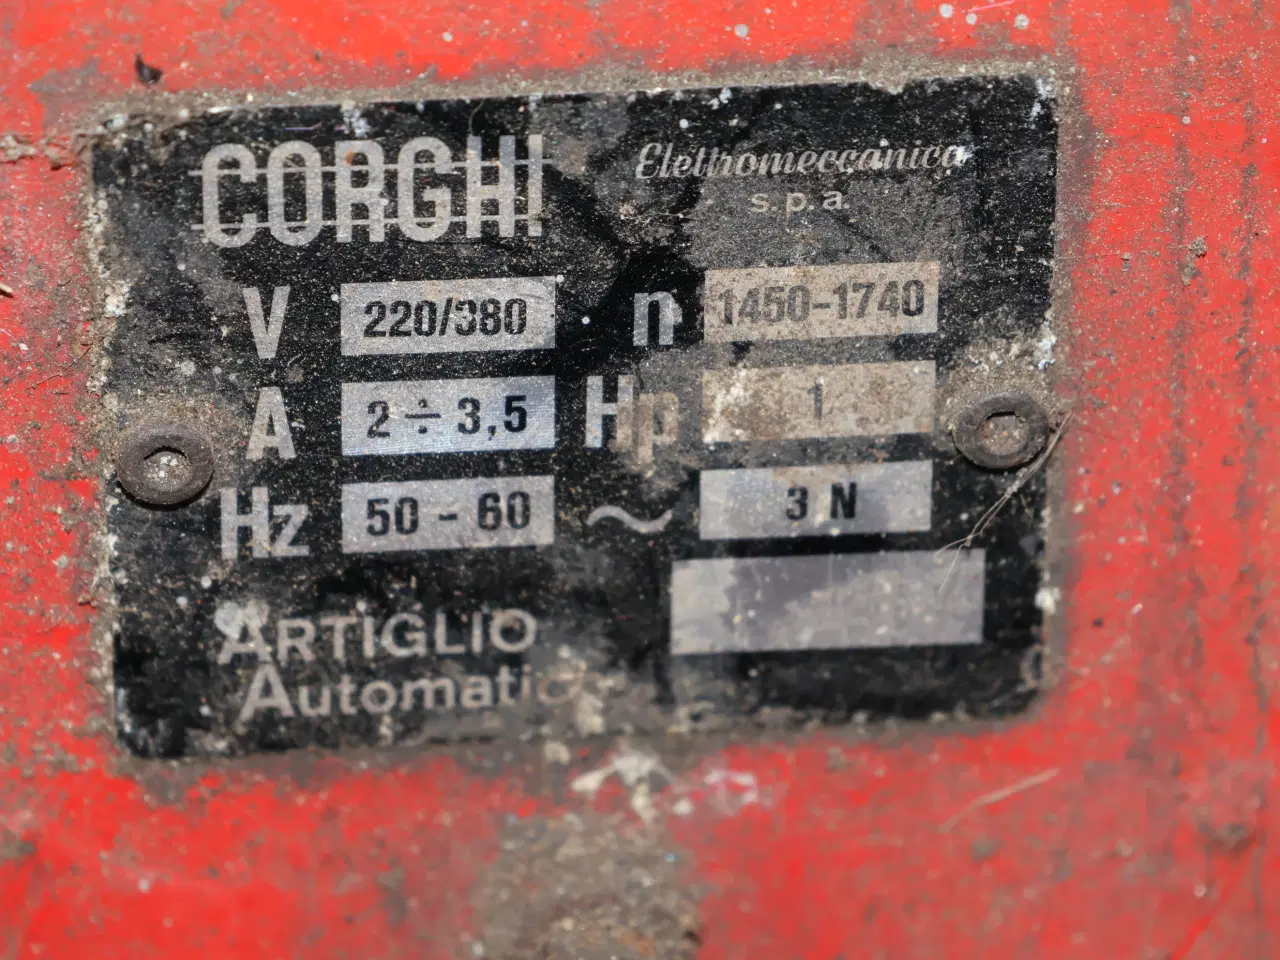 CORGHI Elettromeccanica
s.p.a.
V 220/380 n 1450-1740
A 2 ÷ 3,5 Hp 1
Hz 50 - 60 ~ 3 N
ARTIGLIO
Automatic